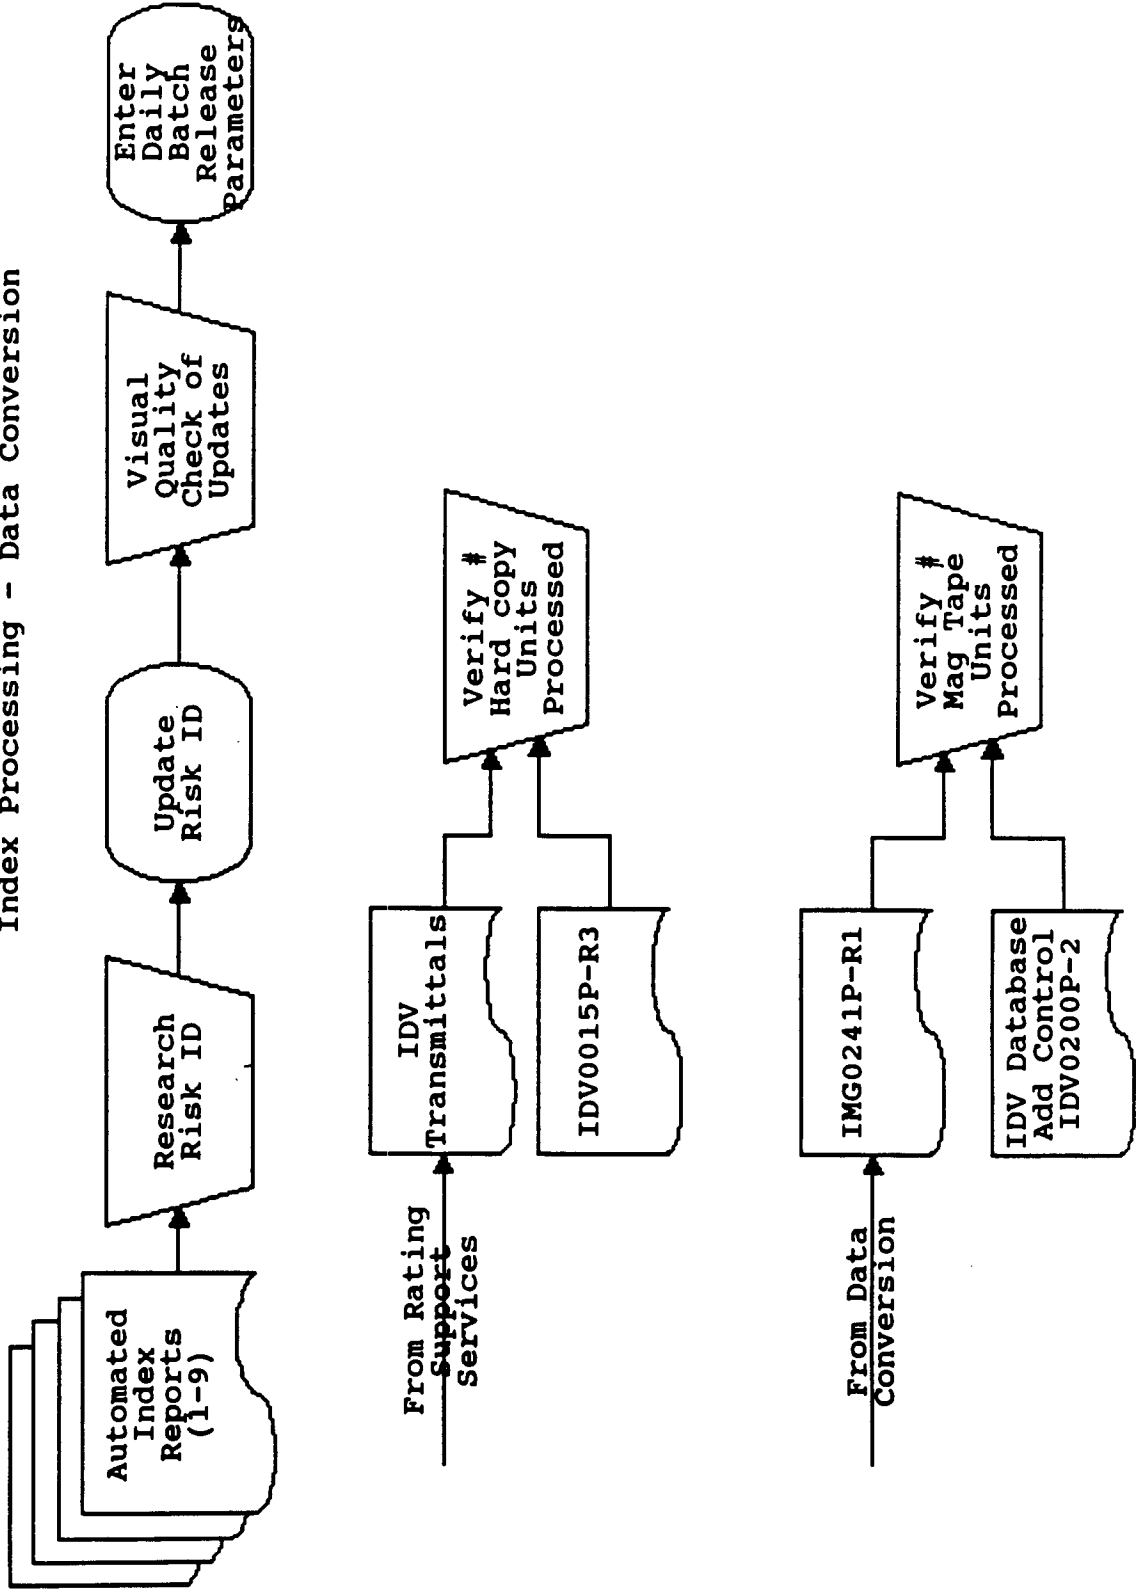 Index Processing - Data Conversion
Automated
Index
Reports
(1-9)
Research
Risk ID
Update
Risk ID
Visual
Quality
Check of
Updates
Enter
Daily
Batch
Release
Parameters
From Rating
Support
Services
IDV
Transmittals
IDV0015P-R3
Verify #
Hard copy
Units
Processed
From Data
Conversion
IMG0241P-R1
IDV Database
Add Control
IDV0200P-2
Verify #
Mag Tape
Units
Processed